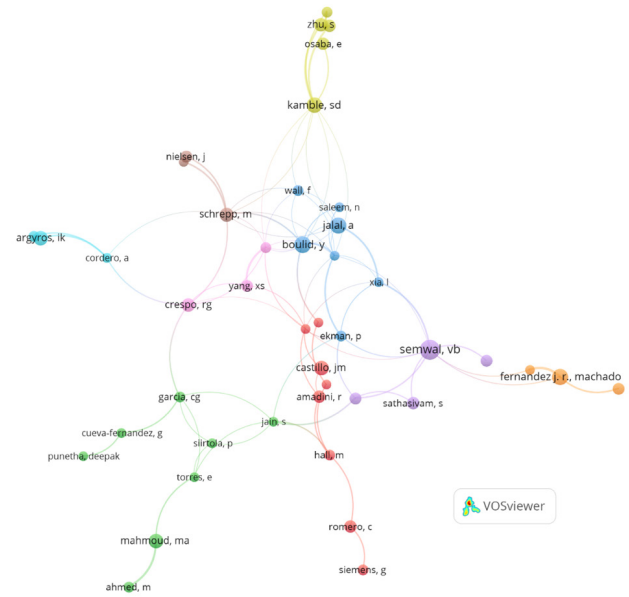 zhu, s
osaba, e
kamble, sd
nielsen, j
wall, f
saleem, n
schrepp, m
jalal, a
argyros, ik
boulid, y
cordero, a
xia, l
yang, xs
crespo, rg
ekman, p
semwal, vb
castillo, jm
fernandez j. r., machado
amadini, r
garcía, cg
sathasivam, s
jain, s
cueva-fernandez, g
siirtola, p
punetha, deepak
hall, m
torres, e
VOSviewer
romero, c
mahmoud, ma
siemens, g
ahmed, m